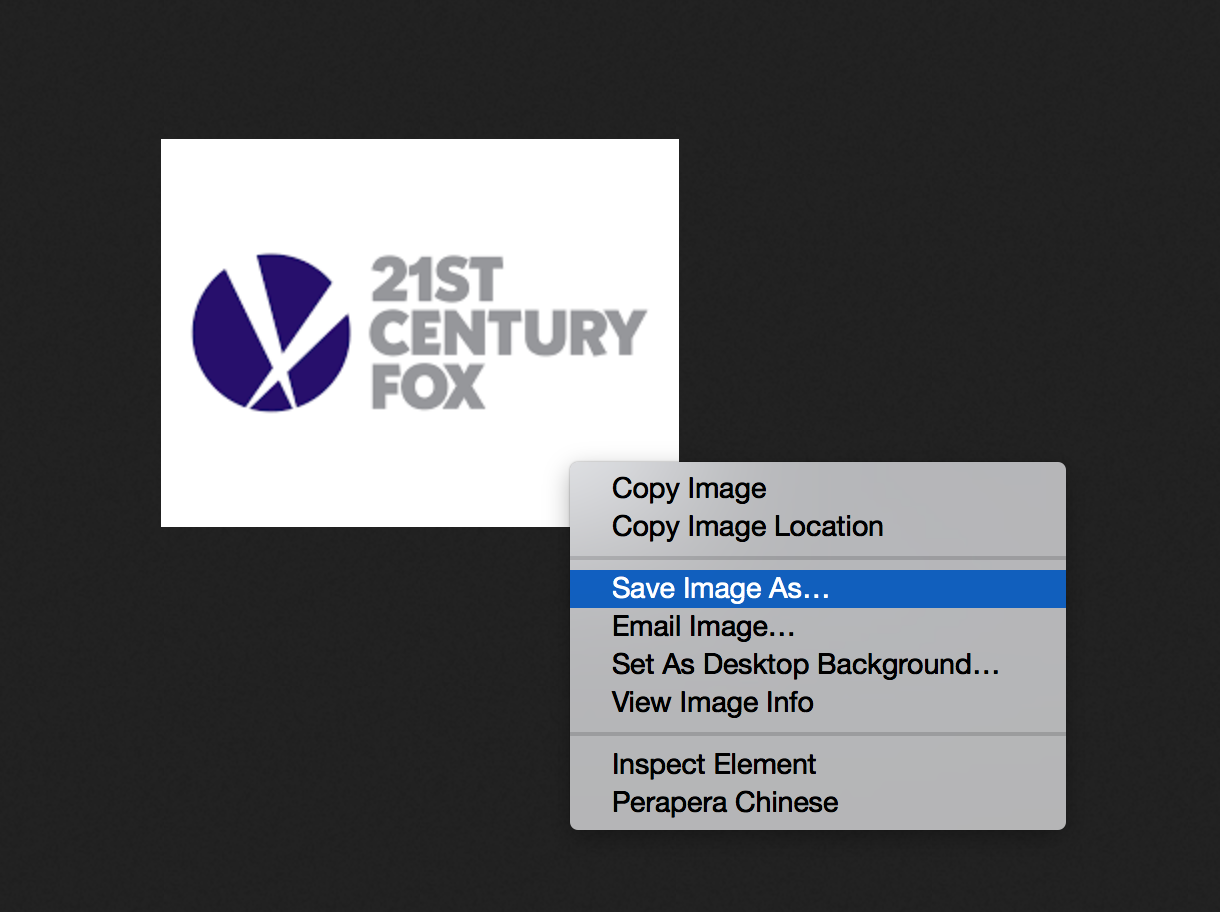 21ST
CENTURY
FOX
Copy Image
Copy Image Location
Save Image As…
Email Image…
Set As Desktop Background…
View Image Info
Inspect Element
Perapera Chinese